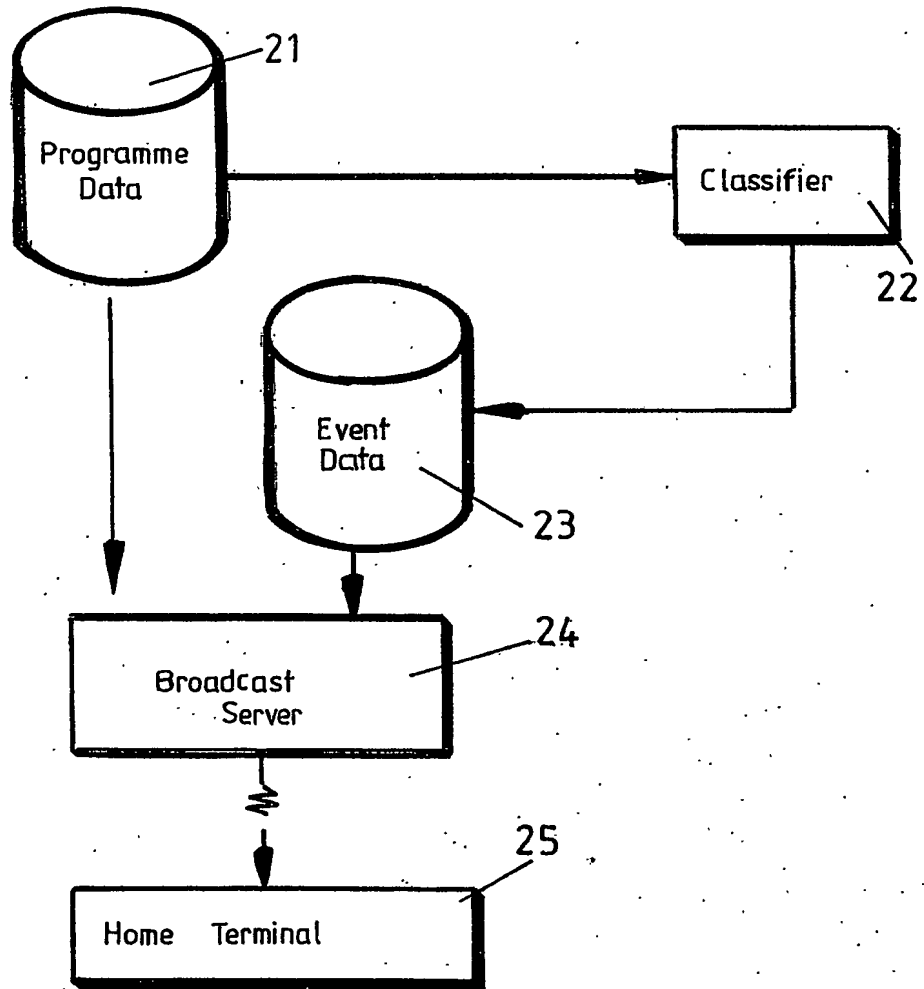 21
Programme
Data
Classifier
22
Event
Data
23
24
Broadcast
Server
25
Home Terminal